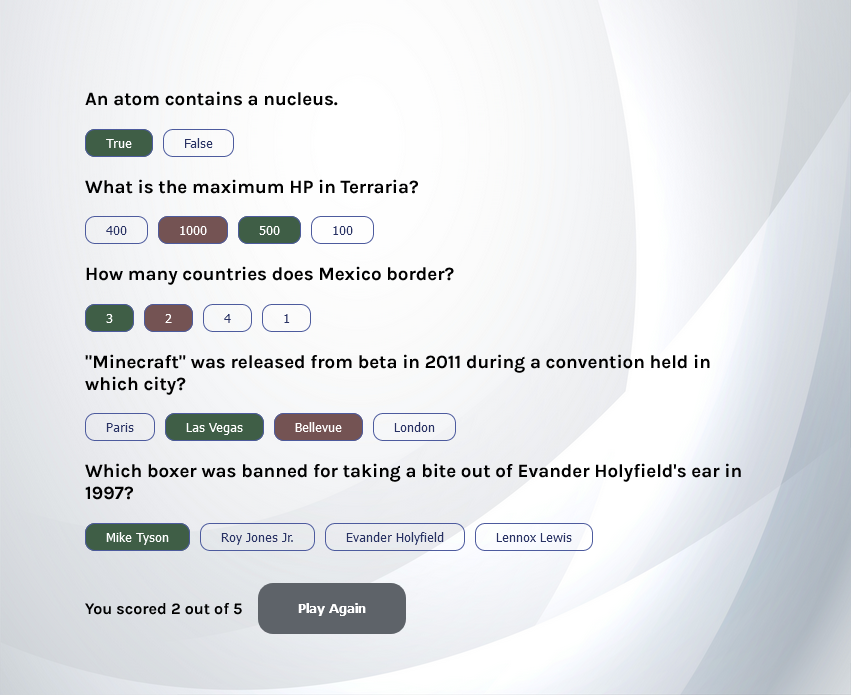 An atom contains a nucleus.
True False
What is the maximum HP in Terraria?
400 1000 500 100
How many countries does Mexico border?
3 2 4 1
"Minecraft" was released from beta in 2011 during a convention held in
which city?
Paris Las Vegas Bellevue London
Which boxer was banned for taking a bite out of Evander Holyfield's ear in
1997?
Mike Tyson Roy Jones Jr. Evander Holyfield Lennox Lewis
You scored 2 out of 5 Play Again